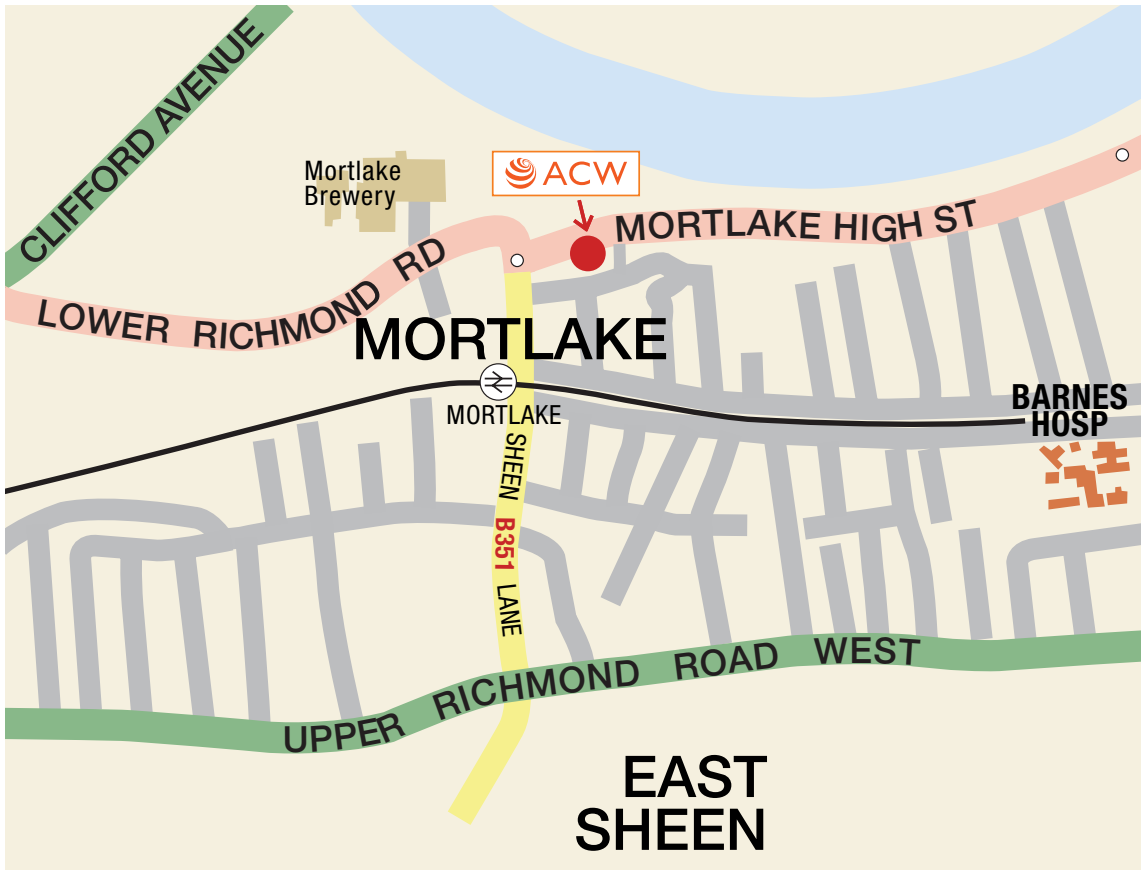 CLIFFORD AVENUE
Mortlake
Brewery
ACW
MORTLAKE HIGH ST
LOWER RICHMOND RD
MORTLAKE
MORTLAKE
BARNES
HOSP
SHEEN B351 LANE
UPPER RICHMOND ROAD WEST
EAST
SHEEN